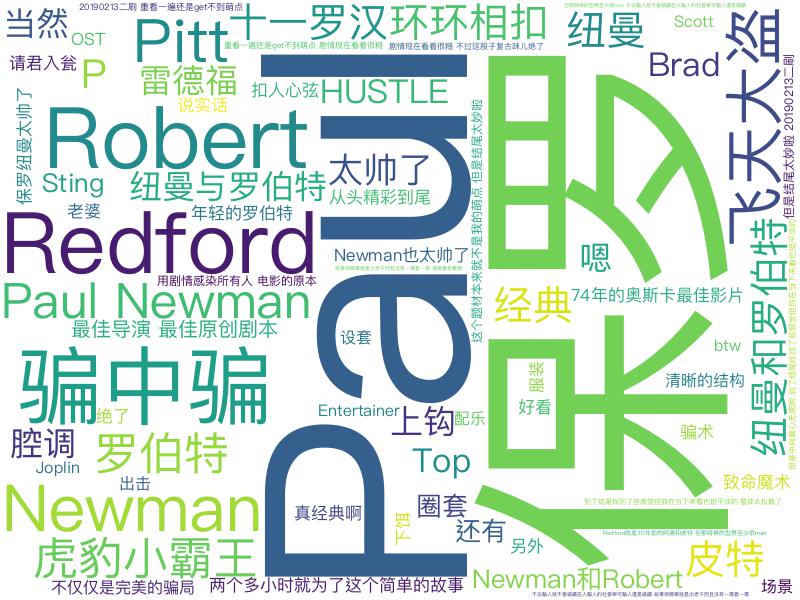 当然
20190213二刷 重看一遍还是get不到萌点
OST
Pitt
十一罗汉
环环相扣
纽曼
Scott
请君入瓮
P
雷德福
重看一遍还是get不到萌点 剧情现在看着很糙
剧情现在看着很糙 不过这股子复古味儿绝了
Brad
飞天大盗
说实话
扣人心弦
HUSTLE
保罗纽曼太帅了
Robert
太帅了
Paul
保罗
但是结尾太妙啦 20190213二刷
这个题材本来就不是我的萌点 但是结尾太妙啦
Sting
纽曼与罗伯特
从头精彩到尾
老婆
年轻的罗伯特
Redford
Newman也太帅了
嗯
纽曼和罗伯特
用剧情感染所有人 电影的原本
Paul Newman
经典
74年的奥斯卡最佳影片
最佳导演 最佳原创剧本
设套
btw
骗中骗
服装
清晰的结构
绝了
Entertainer
上钩
配乐
好看
骗术
腔调
罗伯特
Joplin
Top
出击
致命魔术
Newman
真经典啊
下饵
圈套
还有
另外
虎豹小霸王
皮特
Newman和Robert
不仅仅是完美的骗局
两个多小时就为了这个简单的故事
场景